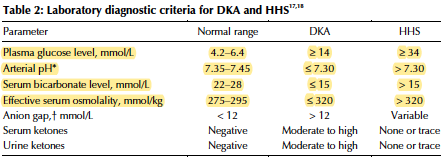 Table 2: Laboratory diagnostic criteria for DKA and HHS17,18
Parameter Normal range DKA HHS
Plasma glucose level, mmol/L 4.2–6.4 ≥ 14 ≥ 34
Arterial pH* 7.35–7.45 ≤ 7.30 > 7.30
Serum bicarbonate level, mmol/L 22–28 ≤ 15 > 15
Effective serum osmolality, mmol/kg 275–295 ≤ 320 > 320
Anion gap,† mmol/L < 12 > 12 Variable
Serum ketones Negative Moderate to high None or trace
Urine ketones Negative Moderate to high None or trace